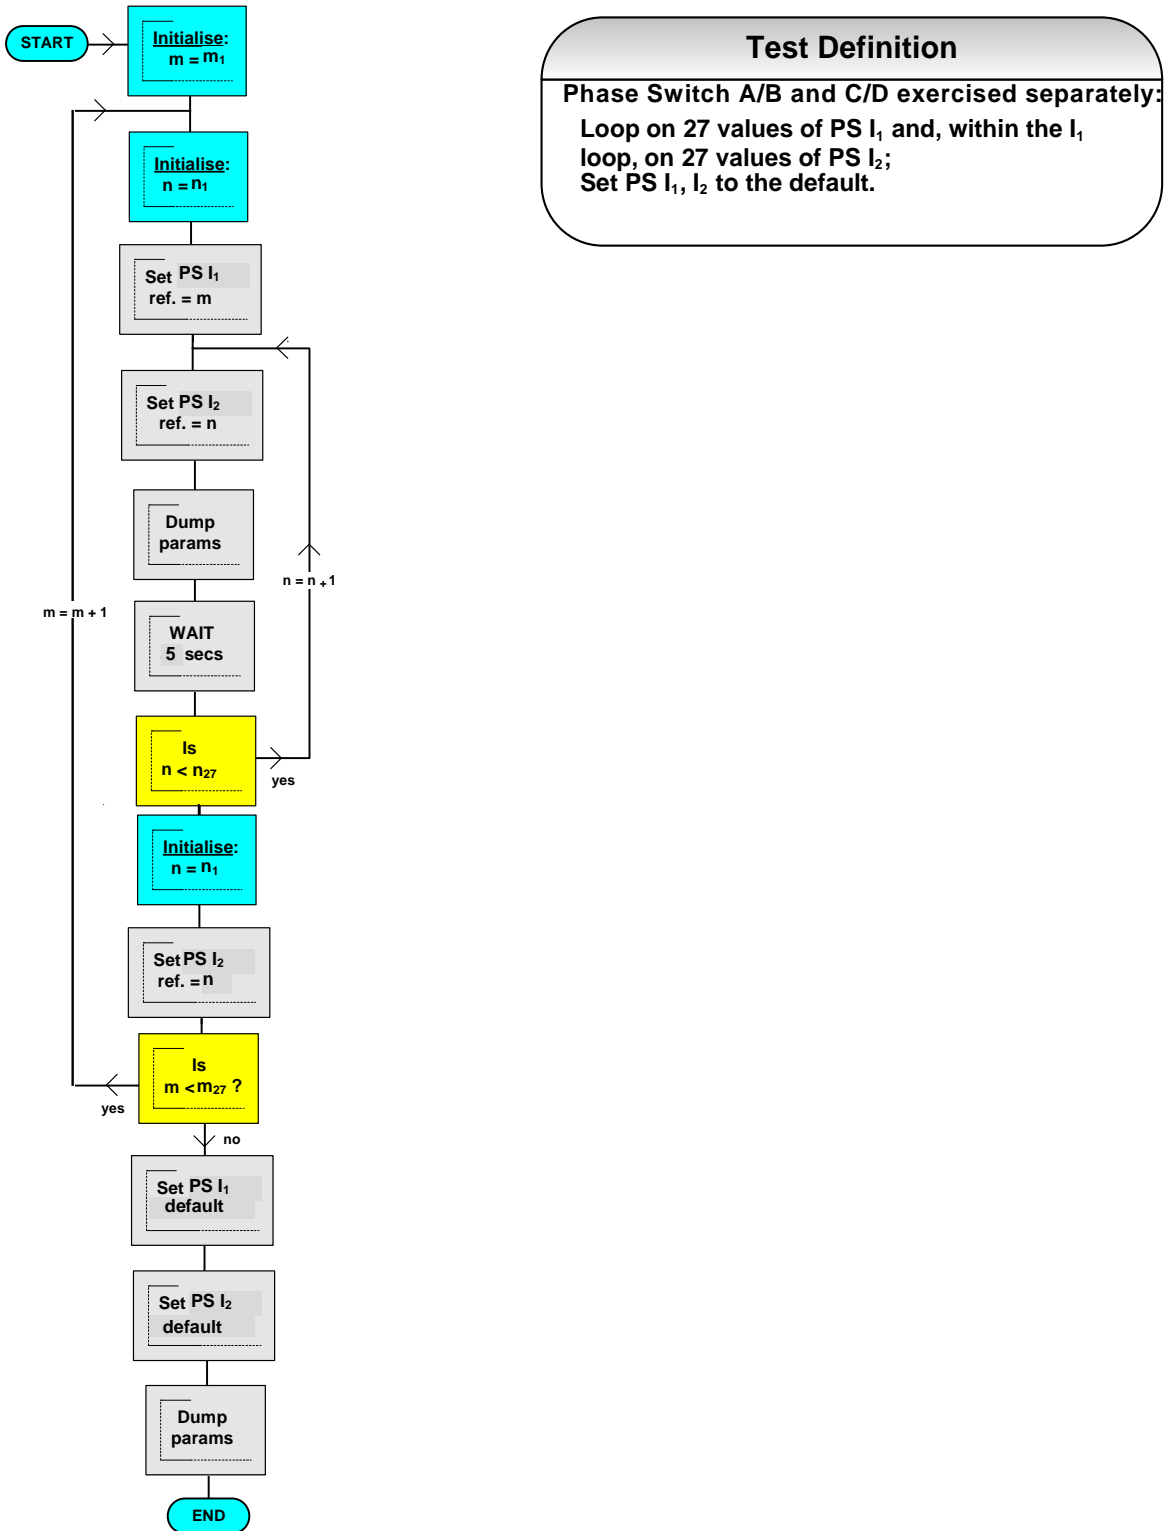 START
Initialise:
m = m₁
Initialise:
n = n₁
Set PS I₁
ref. = m
Set PS I₂
ref. = n
Dump
params
n = n + 1
m = m + 1
WAIT
5 secs
Is
n < n₂₇
yes
Initialise:
n = n₁
Set PS I₂
ref. = n
Is
m < m₂₇ ?
yes
no
Set PS I₁
default
Set PS I₂
default
Dump
params
END
Test Definition
Phase Switch A/B and C/D exercised separately:
Loop on 27 values of PS I₁ and, within the I₁
loop, on 27 values of PS I₂;
Set PS I₁, I₂ to the default.